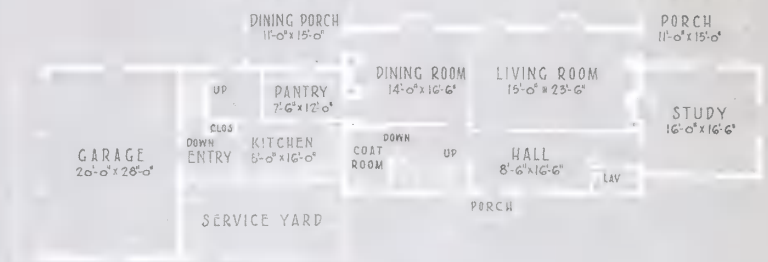 DINING PORCH
11'-0" x 15'-0"
PORCH
11'-0" x 15'-0"
DINING ROOM
14'-0" x 16'-6"
LIVING ROOM
15'-0" x 23'-6"
UP
PANTRY
7'-6" x 12'-0"
STUDY
16'-0" x 16'-6"
CLOS
DOWN
ENTRY
KITCHEN
16'-0"
DOWN
COAT
ROOM
UP
HALL
8'-6" x 16'-6"
LAV
GARAGE
20'-0" x 28'-0"
PORCH
SERVICE YARD